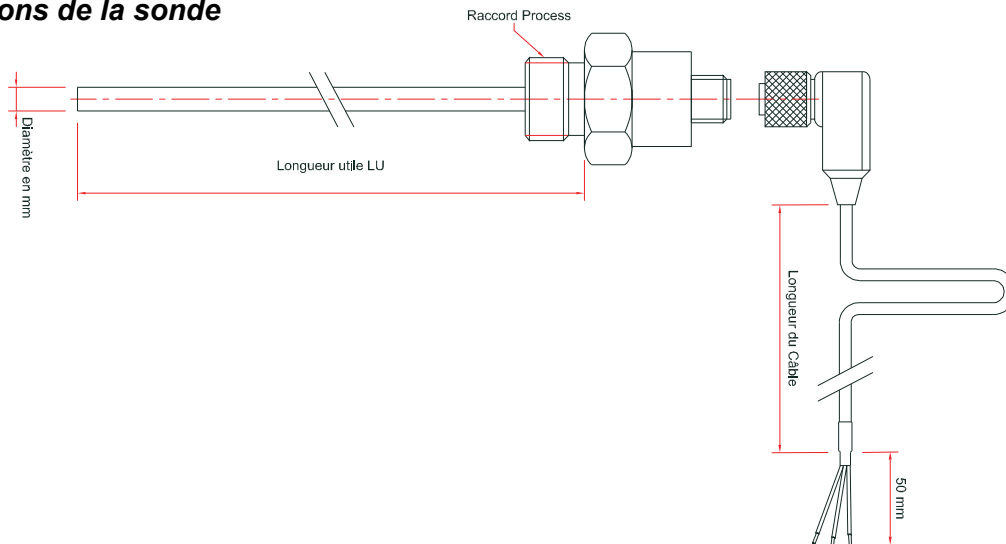 ons de la sonde
Raccord Process
Diamètre en mm
Longueur utile LU
Longueur du Câble
50 mm